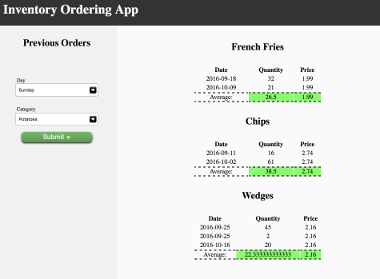 Inventory Ordering App
Previous Orders
Day
Sunday
Category
Potatoes
Submit »
French Fries
Date Quantity Price
2016-09-18 32 1.99
2016-10-09 21 1.99
Average: 26.5 1.99
Chips
Date Quantity Price
2016-09-11 16 2.74
2016-10-02 61 2.74
Average: 38.5 2.74
Wedges
Date Quantity Price
2016-09-25 45 2.16
2016-09-25 2 2.16
2016-10-16 20 2.16
Average: 22.333333333333 2.16